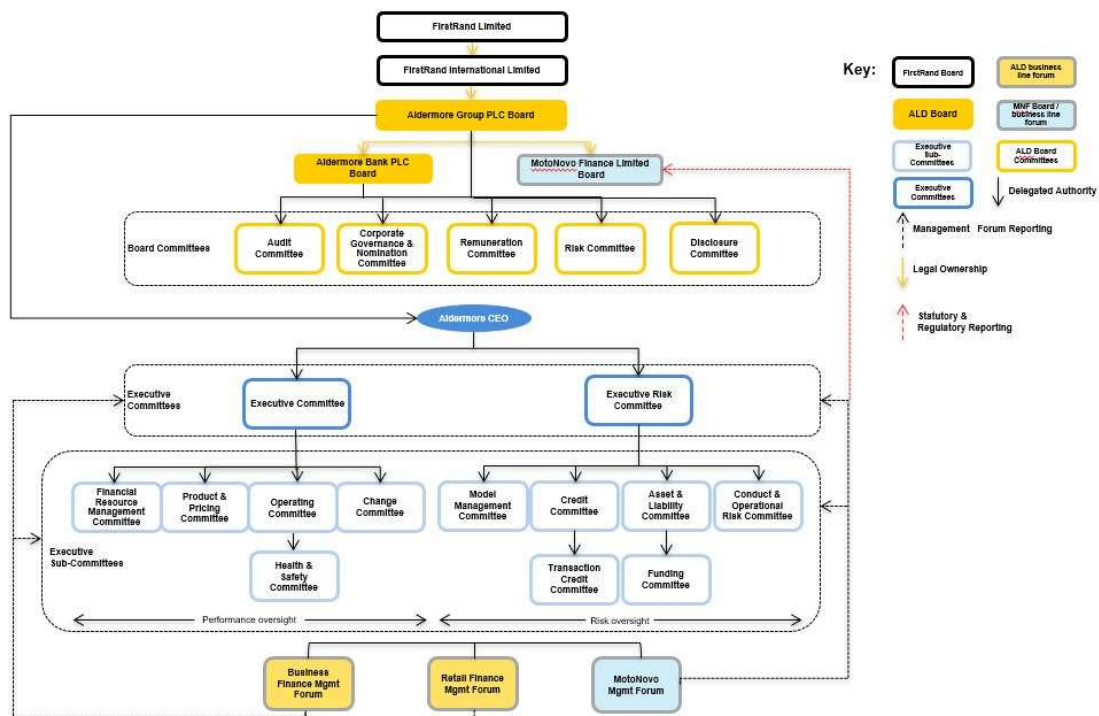 FirstRand Limited
FirstRand International Limited
Aldermore Group PLC Board
Aldermore Bank PLC
Board
MotoNovo Finance Limited
Board
Board Committees
Audit
Committee
Corporate
Governance &
Nomination
Committee
Remuneration
Committee
Risk Committee
Disclosure
Committee
Aldermore CEO
Executive
Committees
Executive Committee
Executive Risk
Committee
Financial
Resource
Management
Committee
Product &
Pricing
Committee
Operating
Committee
Change
Committee
Model
Management
Committee
Credit
Committee
Asset &
Liability
Committee
Conduct &
Operational
Risk Committee
Executive
Sub-Committees
Health &
Safety
Committee
Transaction
Credit
Committee
Funding
Committee
Performance oversight
Risk oversight
Business
Finance Mgmt
Forum
Retail Finance
Mgmt Forum
MotoNovo
Mgmt Forum
Key:
FirstRand Board
ALD business
line forum
ALD Board
MNF Board /
business line
forum
Executive
Sub-
Committees
ALD Board
Committees
Executive
Committees
Delegated Authority
Management Forum Reporting
Legal Ownership
Statutory &
Regulatory Reporting